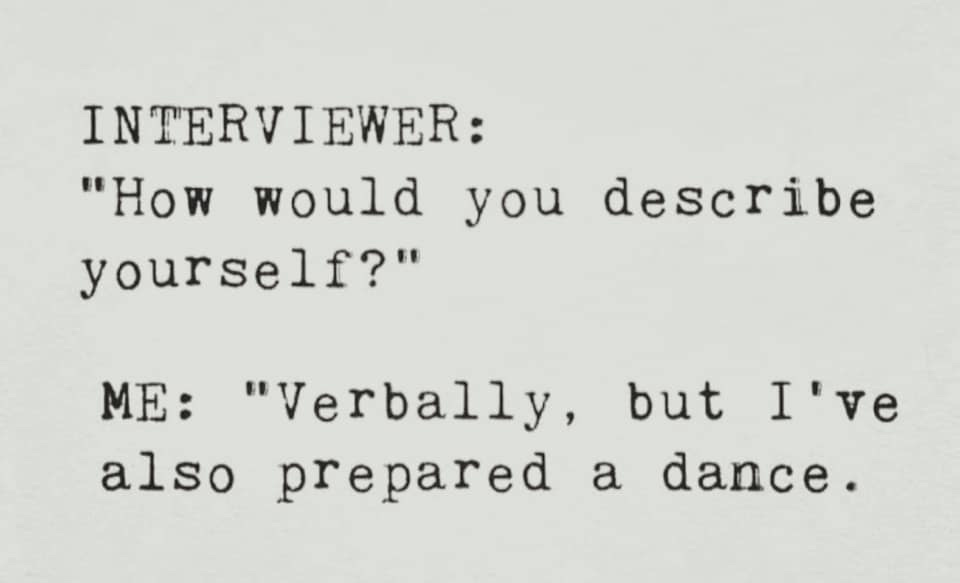 INTERVIEWER:
"How would you describe
yourself?"
ME: "Verbally, but I've
also prepared a dance.